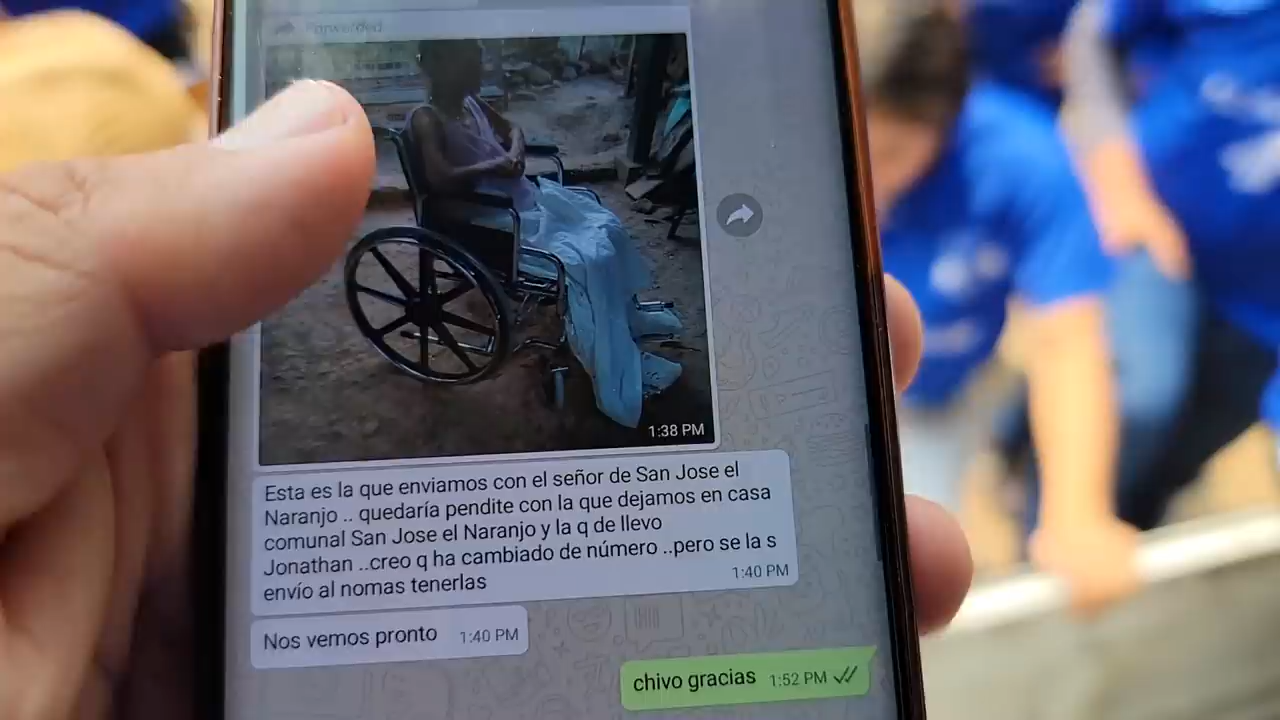 Forwarded
1:38 PM
Esta es la que enviamos con el señor de San Jose el
Naranjo .. quedaría pendite con la que dejamos en casa
comunal San Jose el Naranjo y la q de llevo
Jonathan ..creo q ha cambiado de número ..pero se la s
envío al nomas tenerlas
1:40 PM
Nos vemos pronto 1:40 PM
chivo gracias 1:52 PM